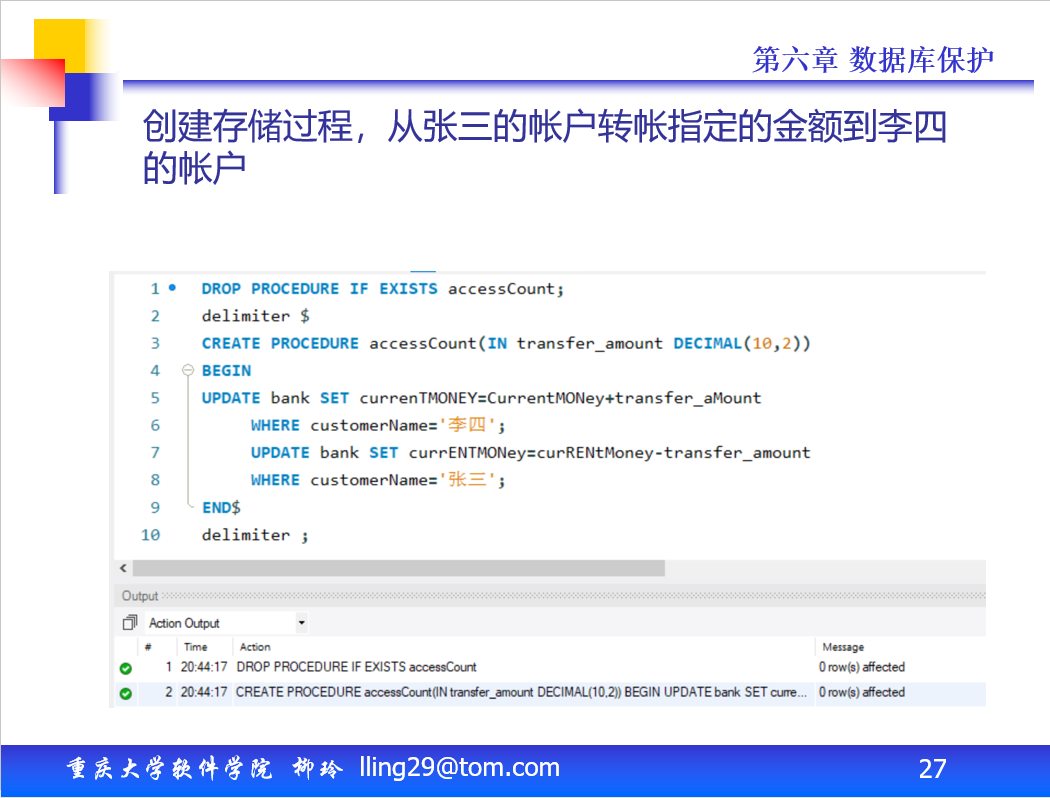 第六章 数据库保护
创建存储过程，从张三的帐户转帐指定的金额到李四
的帐户
1 DROP PROCEDURE IF EXISTS accessCount;
2 delimiter $
3 CREATE PROCEDURE accessCount(IN transfer_amount DECIMAL(10,2))
4 BEGIN
5 UPDATE bank SET currenTMONEY=CurrentMONey+transfer_aMount
6 WHERE customerName='李四';
7 UPDATE bank SET currENTMONey=curRENtMoney-transfer_amount
8 WHERE customerName='张三';
9 END$
10 delimiter ;
Output
Action Output
# Time Action Message
1 20:44:17 DROP PROCEDURE IF EXISTS accessCount 0 row(s) affected
2 20:44:17 CREATE PROCEDURE accessCount(IN transfer_amount DECIMAL(10,2)) BEGIN UPDATE bank SET curre... 0 row(s) affected
重庆大学软件学院 柳玲 lling29@tom.com 27